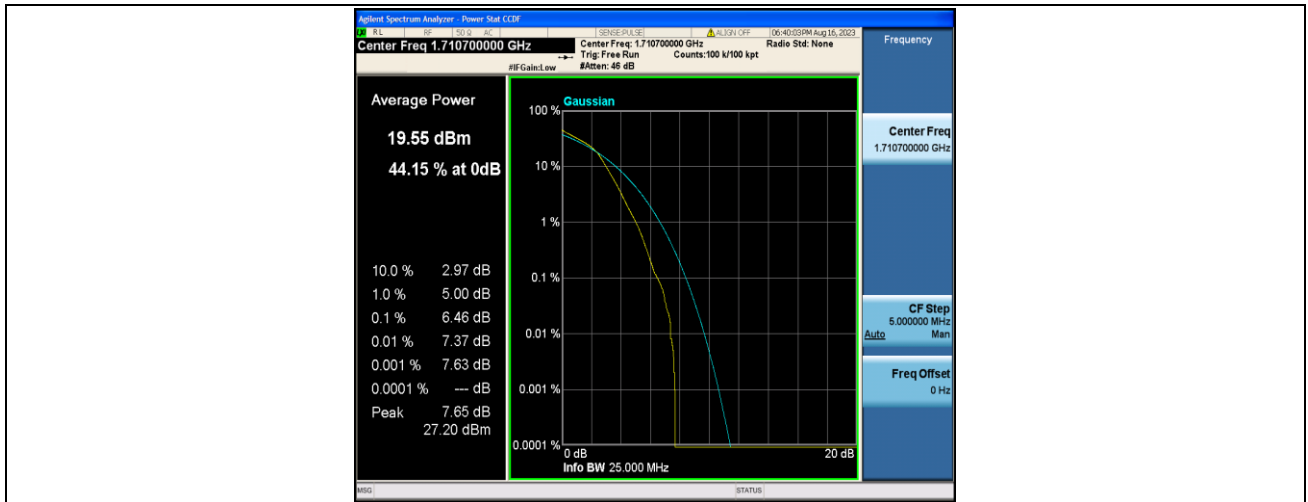 Agilent Spectrum Analyzer - Power Stat CCDF
RL RF 50 Ω AC SENSE:PULSE ALIGN OFF 06:40:03PM Aug 16, 2023
Center Freq 1.710700000 GHz
Center Freq: 1.710700000 GHz Radio Std: None
Trig: Free Run Counts:100 k/100 kpt
#IFGain:Low #Atten: 46 dB
Frequency
Average Power
19.55 dBm
44.15 % at 0dB
10.0 % 2.97 dB
1.0 % 5.00 dB
0.1 % 6.46 dB
0.01 % 7.37 dB
0.001 % 7.63 dB
0.0001 % --- dB
Peak 7.65 dB
27.20 dBm
Gaussian
100 %
10 %
1 %
0.1 %
0.01 %
0.001 %
0.0001 %
0 dB 20 dB
Info BW 25.000 MHz
Center Freq
1.710700000 GHz
CF Step
5.000000 MHz
Auto Man
Freq Offset
0 Hz
MSG STATUS